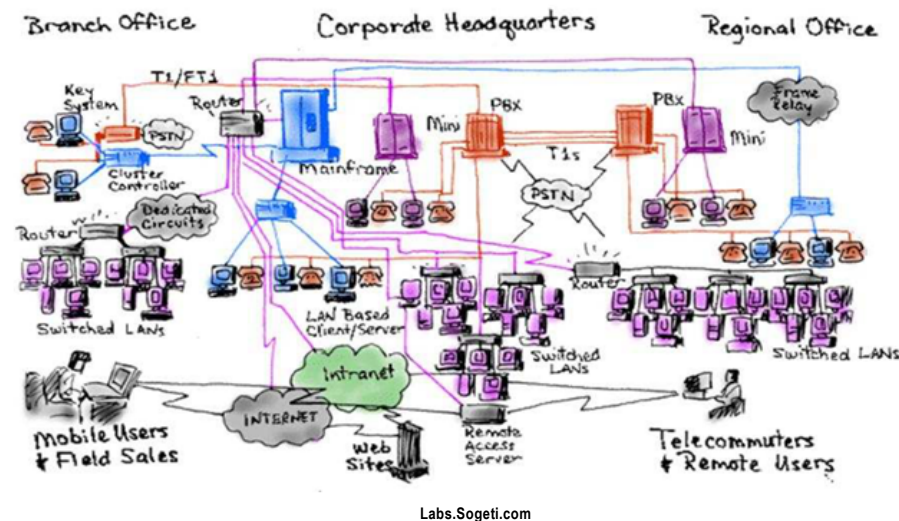 Branch Office
Corporate Headquarters
Regional Office
T1/FT1
Key
System
PSTN
Cluster
Controller
Router
Mainframe
Mini
PBX
T1s
PSTN
PBX
Mini
Frame
Relay
Dedicated
Circuits
Router
Switched LANs
LAN Based
Client/Server
Switched
LANs
Router
Switched LANs
Intranet
INTERNET
Web
Sites
Remote
Access
Server
Mobile Users
& Field Sales
Telecommuters
& Remote Users
Labs.Sogeti.com